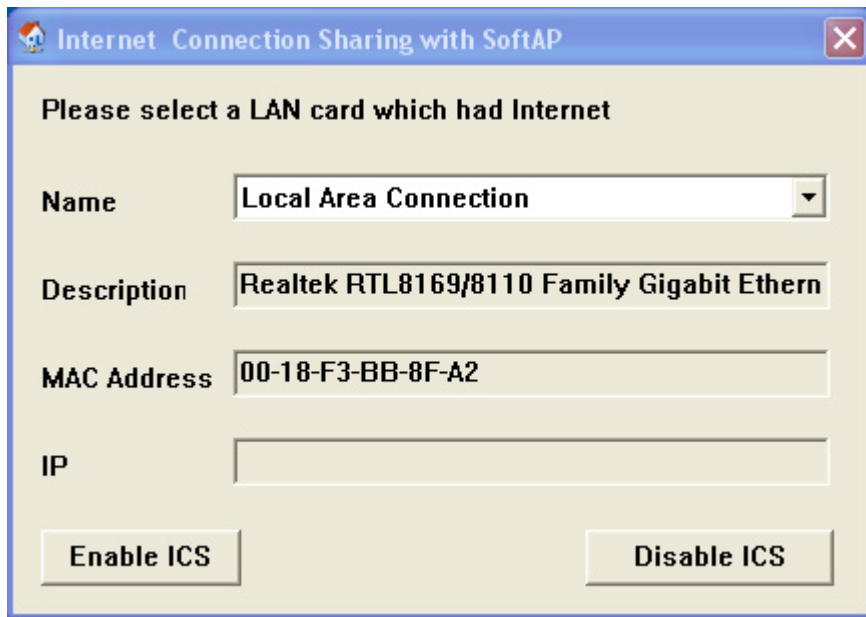 Internet Connection Sharing with SoftAP
Please select a LAN card which had Internet
Name
Local Area Connection
Description
Realtek RTL8169/8110 Family Gigabit Ethern
MAC Address
00-18-F3-BB-8F-A2
IP
Enable ICS
Disable ICS